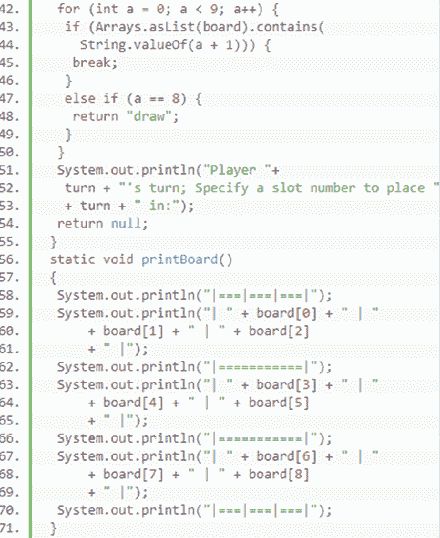 42. for (int a = 0; a < 9; a++) {
43. if (Arrays.asList(board).contains(
44. String.valueOf(a + 1))) {
45. break;
46. }
47. else if (a == 8) {
48. return "draw";
49. }
50. }
51. System.out.println("Player "+
52. turn + "'s turn; Specify a slot number to place "
53. + turn + " in:");
54. return null;
55. }
56. static void printBoard()
57. {
58. System.out.println("|===|===|===|");
59. System.out.println("| " + board[0] + " | "
60. + board[1] + " | " + board[2]
61. + " |");
62. System.out.println("|===========|");
63. System.out.println("| " + board[3] + " | "
64. + board[4] + " | " + board[5]
65. + " |");
66. System.out.println("|===========|");
67. System.out.println("| " + board[6] + " | "
68. + board[7] + " | " + board[8]
69. + " |");
70. System.out.println("|===|===|===|");
71. }